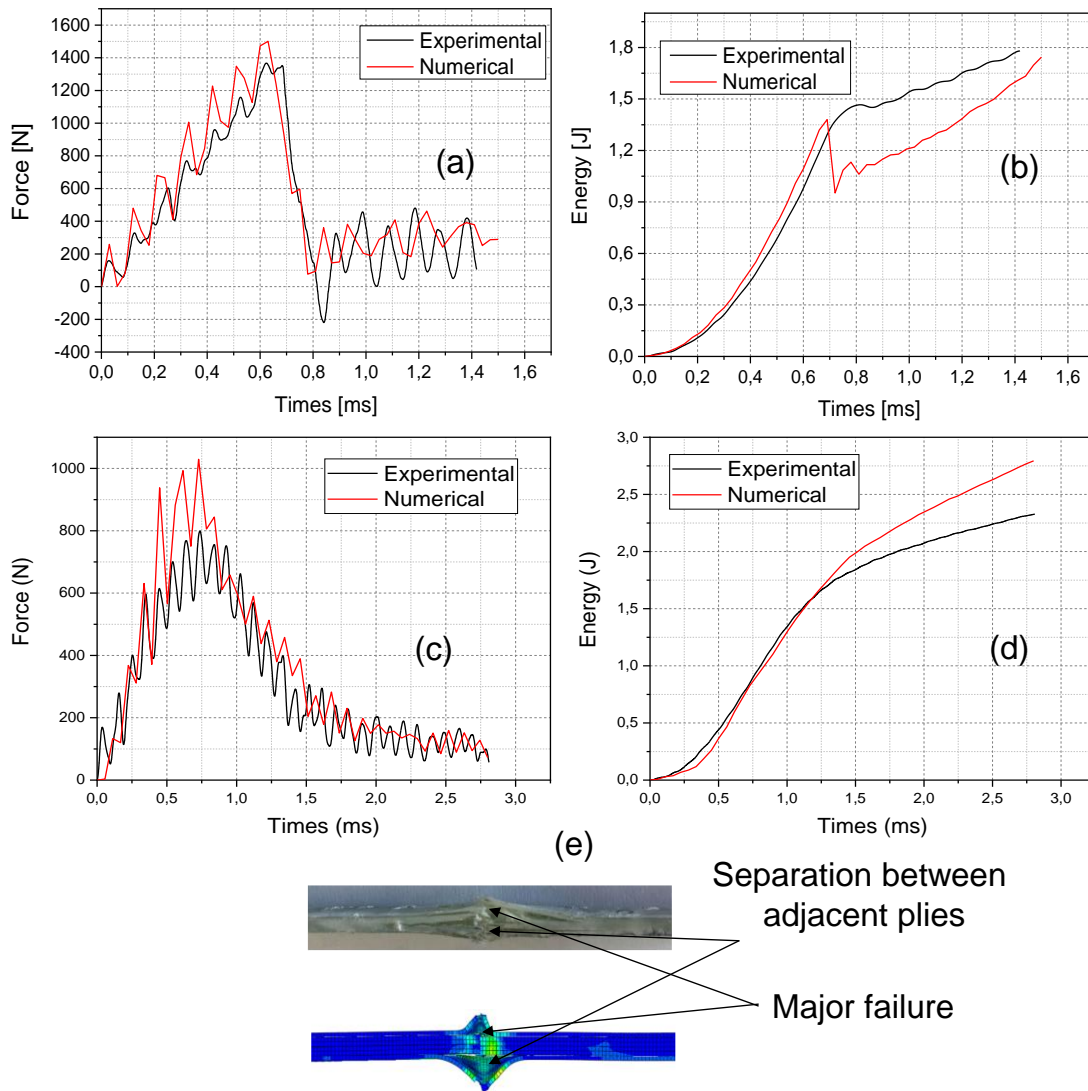 1600
1400
1200
1000
800
600
400
200
0
-200
-400
Force [N]
Experimental
Numerical
(a)
0,0 0,2 0,4 0,6 0,8 1,0 1,2 1,4 1,6
Times [ms]
1,8
1,5
1,2
0,9
0,6
0,3
0,0
Energy [J]
Experimental
Numerical
(b)
0,0 0,2 0,4 0,6 0,8 1,0 1,2 1,4 1,6
Times [ms]
1000
800
600
400
200
0
Force (N)
Experimental
Numerical
(c)
0,0 0,5 1,0 1,5 2,0 2,5 3,0
Times (ms)
3,0
2,5
2,0
1,5
1,0
0,5
0,0
Energy (J)
Experimental
Numerical
(d)
0,0 0,5 1,0 1,5 2,0 2,5 3,0
Times (ms)
(e)
Separation between
adjacent plies
Major failure